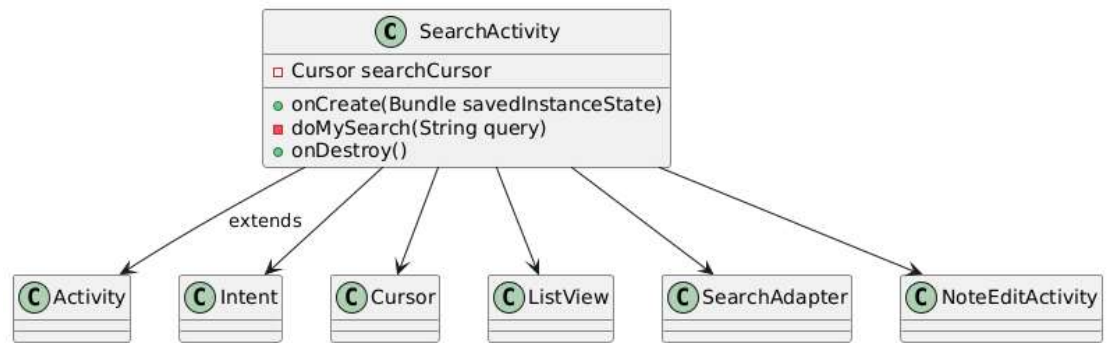 C SearchActivity
Cursor searchCursor
onCreate(Bundle savedInstanceState)
doMySearch(String query)
onDestroy()
extends
C Activity
C Intent
C Cursor
C ListView
C SearchAdapter
C NoteEditActivity